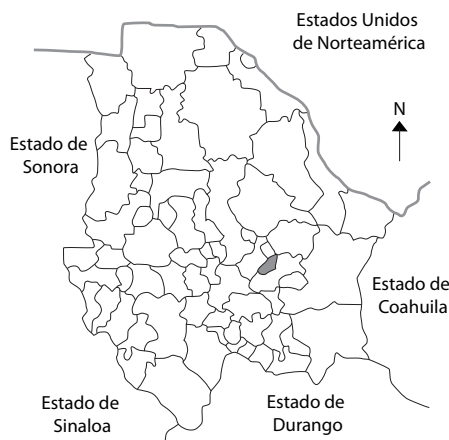 Estados Unidos
de Norteamérica
N
Estado de
Sonora
Estado de
Coahuila
Estado de
Sinaloa
Estado de
Durango